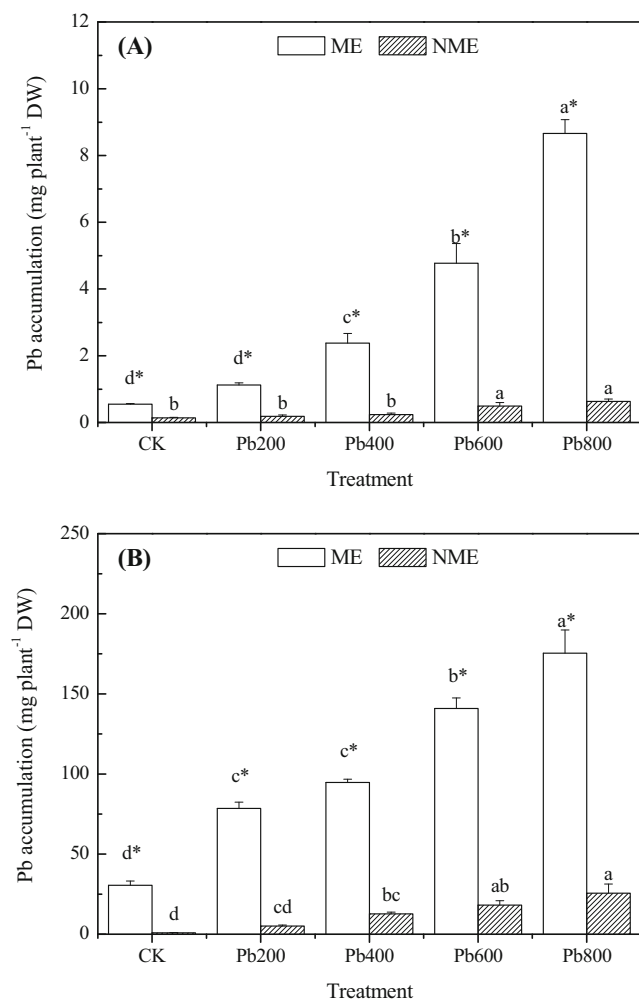 (A)
ME NME
Pb accumulation (mg plant⁻¹ DW)
12
10
8
6
4
2
0
d* b d* b c* b b* a a* a
CK Pb200 Pb400 Pb600 Pb800
Treatment
(B)
ME NME
Pb accumulation (mg plant⁻¹ DW)
250
200
150
100
50
0
d* d c* cd c* bc b* ab a* a
CK Pb200 Pb400 Pb600 Pb800
Treatment